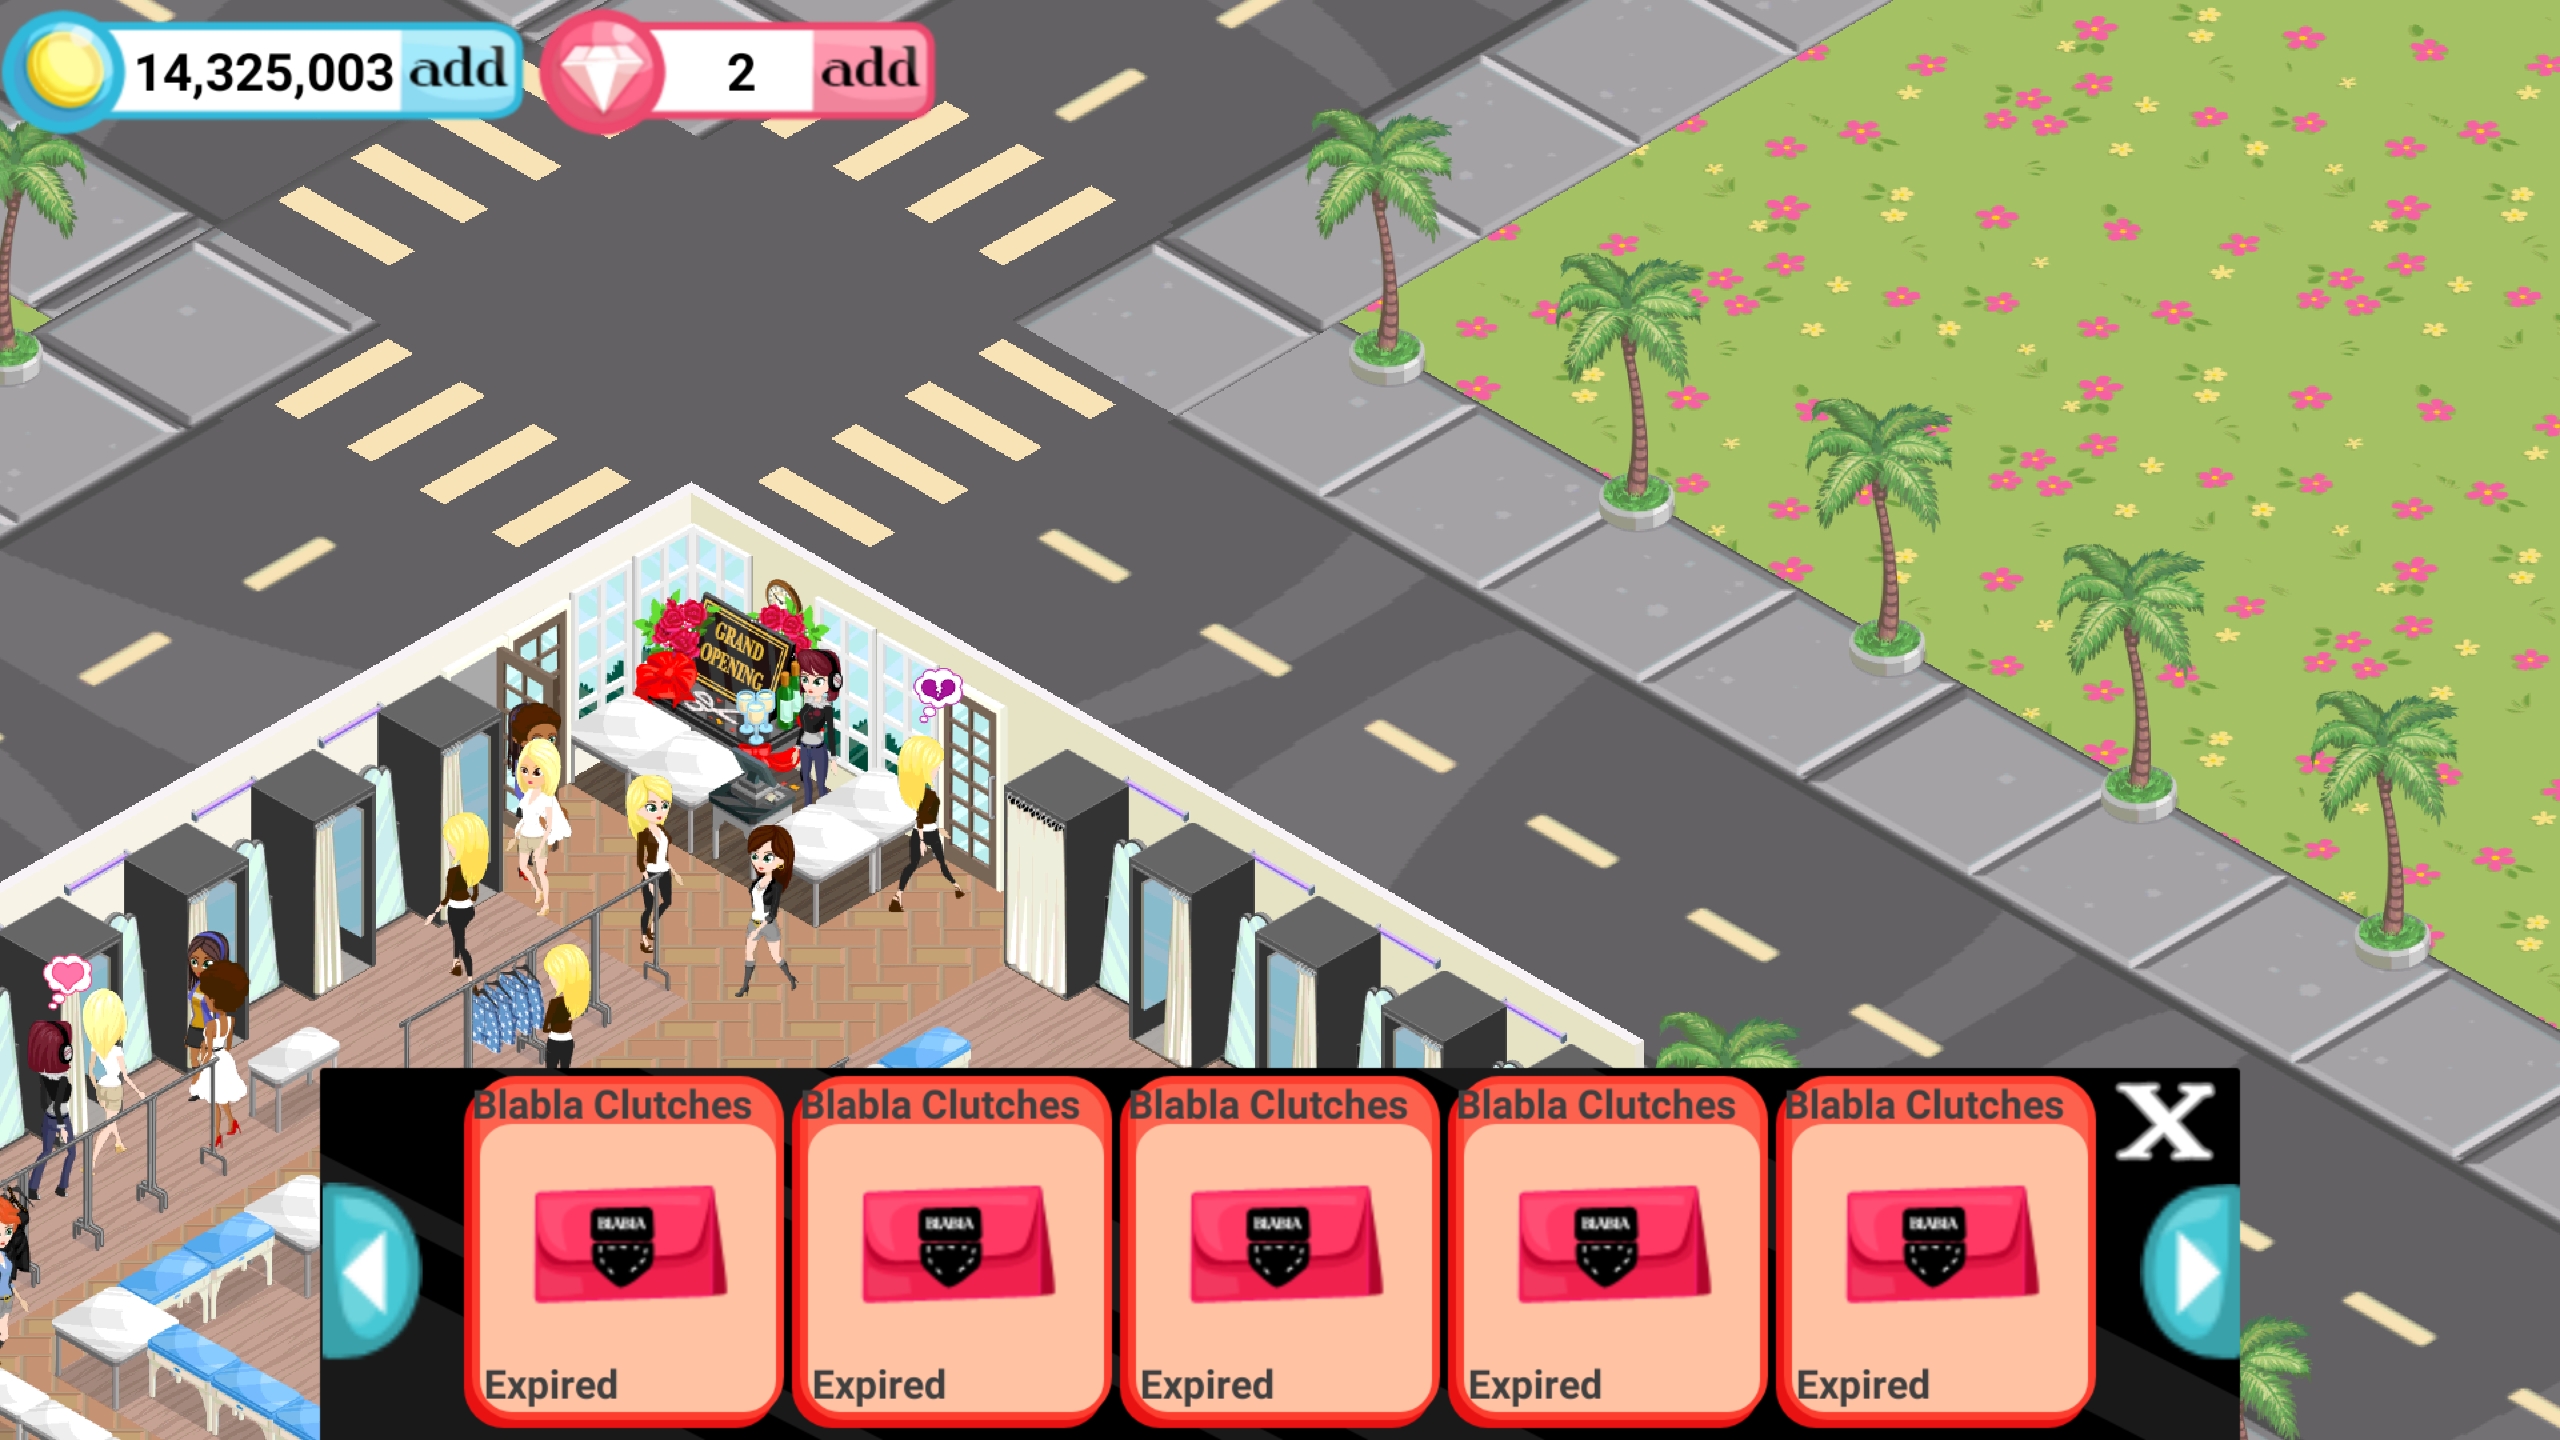 14,325,003 add 2 add
GRAND
OPENING
Blabla Clutches Blabla Clutches Blabla Clutches Blabla Clutches Blabla Clutches X
BLABLA BLABLA BLABLA BLABLA BLABLA
Expired Expired Expired Expired Expired